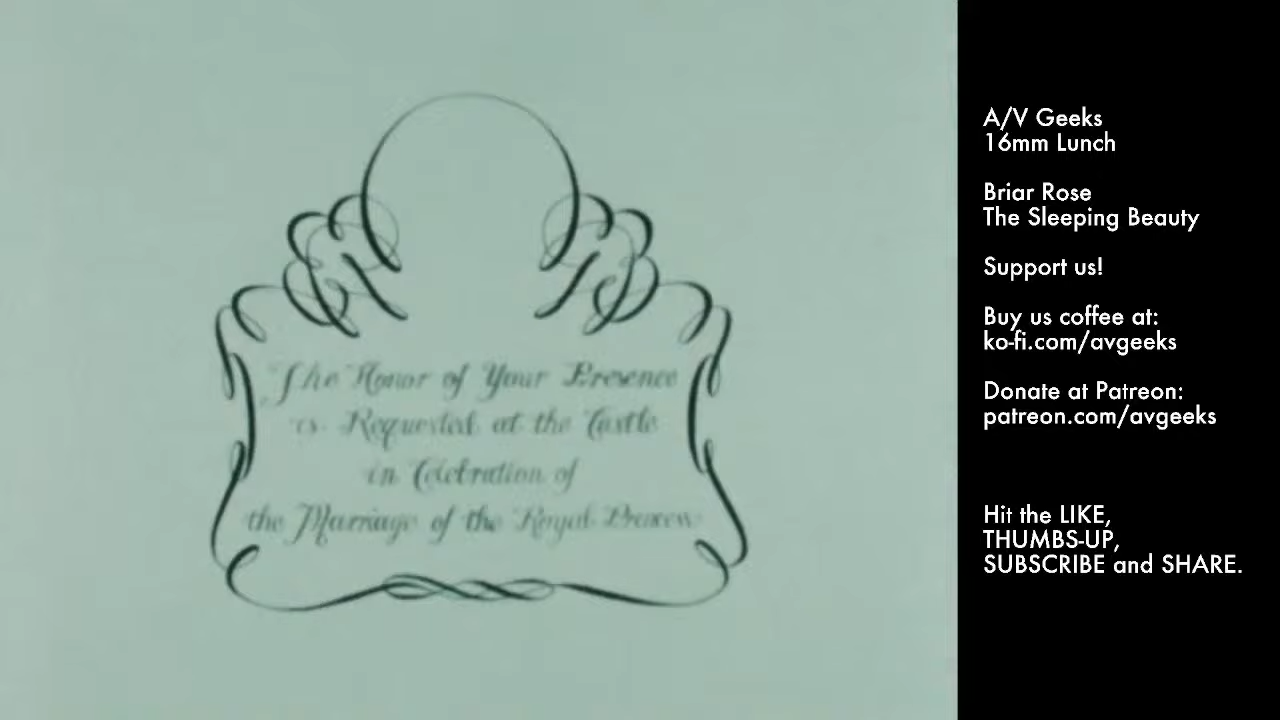 The Honor of Your Presence
is Requested at the Castle
in Celebration of
the Marriage of the Royal Princess
A/V Geeks
16mm Lunch
Briar Rose
The Sleeping Beauty
Support us!
Buy us coffee at:
ko-fi.com/avgeeks
Donate at Patreon:
patreon.com/avgeeks
Hit the LIKE,
THUMBS-UP,
SUBSCRIBE and SHARE.